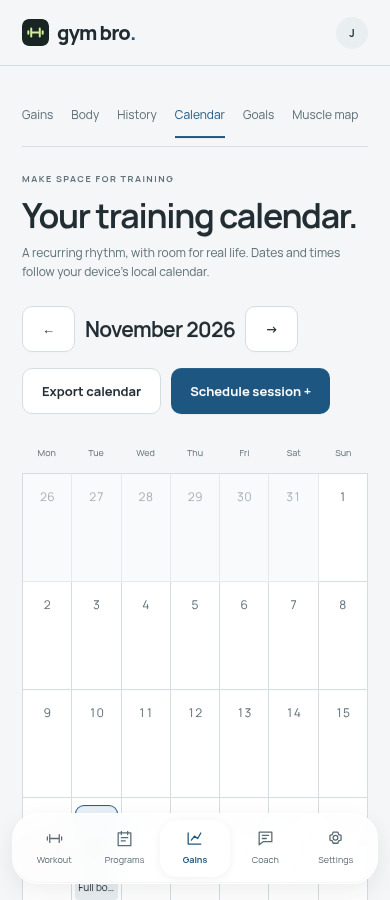 gym bro.
J
Gains Body History Calendar Goals Muscle map
MAKE SPACE FOR TRAINING
Your training calendar.
A recurring rhythm, with room for real life. Dates and times
follow your device's local calendar.
← November 2026 →
Export calendar Schedule session +
Mon Tue Wed Thu Fri Sat Sun
26 27 28 29 30 31 1
2 3 4 5 6 7 8
9 10 11 12 13 14 15
Workout Programs Gains Coach Settings
Full bo...